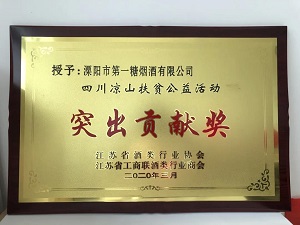 授予：溧阳市第一糖烟酒有限公司
四川凉山扶贫公益活动
突出贡献奖
江苏省酒类行业协会
江苏省工商联酒类行业商会
二〇二〇年三月